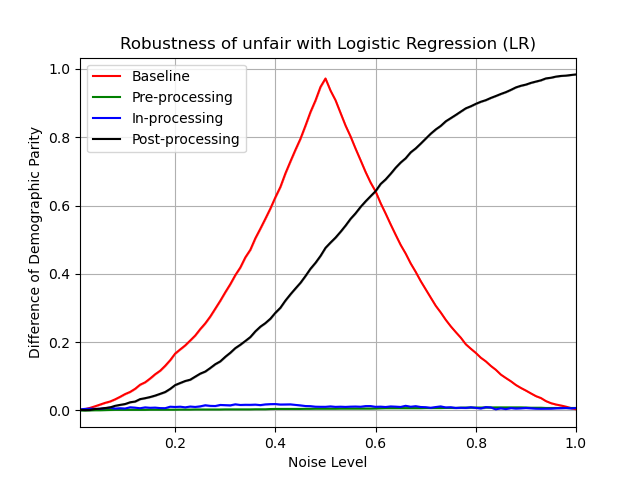 Robustness of unfair with Logistic Regression (LR)
1.0
0.8
0.6
0.4
0.2
0.0
Difference of Demographic Parity
Baseline
Pre-processing
In-processing
Post-processing
0.2 0.4 0.6 0.8 1.0
Noise Level